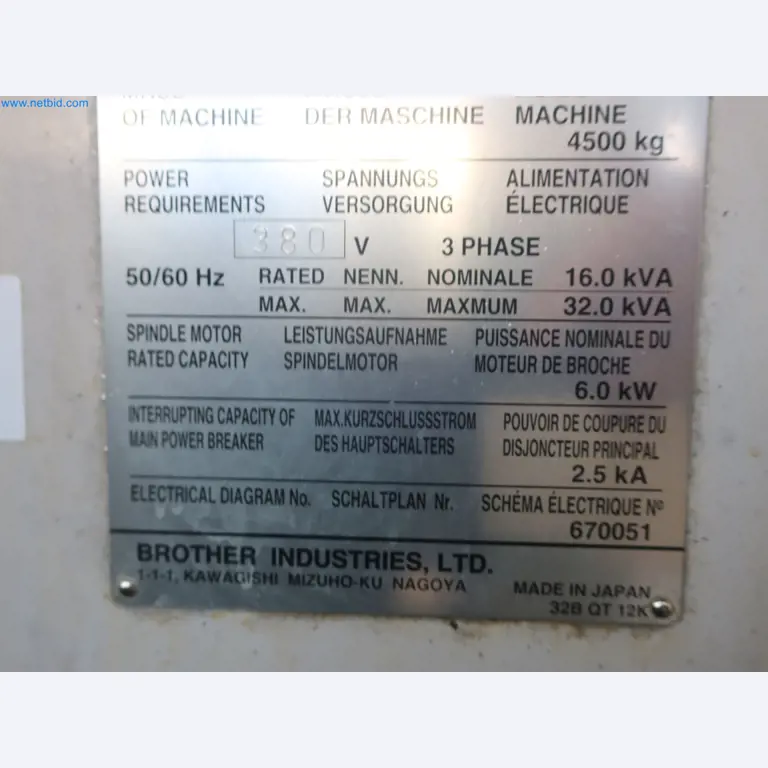 www.netbid.com
OF MACHINE DER MASCHINE MACHINE
4500 kg
POWER SPANNUNGS ALIMENTATION
REQUIREMENTS VERSORGUNG ÉLECTRIQUE
380 V 3 PHASE
50/60 Hz RATED NENN. NOMINALE 16.0 kVA
MAX. MAX. MAXMUM 32.0 kVA
SPINDLE MOTOR LEISTUNGSAUFNAHME PUISSANCE NOMINALE DU
RATED CAPACITY SPINDELMOTOR MOTEUR DE BROCHE
6.0 kW
INTERRUPTING CAPACITY OF MAX.KURZSCHLUSSSTROM POUVOIR DE COUPURE DU
MAIN POWER BREAKER DES HAUPTSCHALTERS DISJONCTEUR PRINCIPAL
2.5 kA
ELECTRICAL DIAGRAM No. SCHALTPLAN Nr. SCHÉMA ÉLECTRIQUE Nº
670051
BROTHER INDUSTRIES, LTD.
1-1-1, KAWAGISHI MIZUHO-KU NAGOYA
MADE IN JAPAN
32B QT 12K